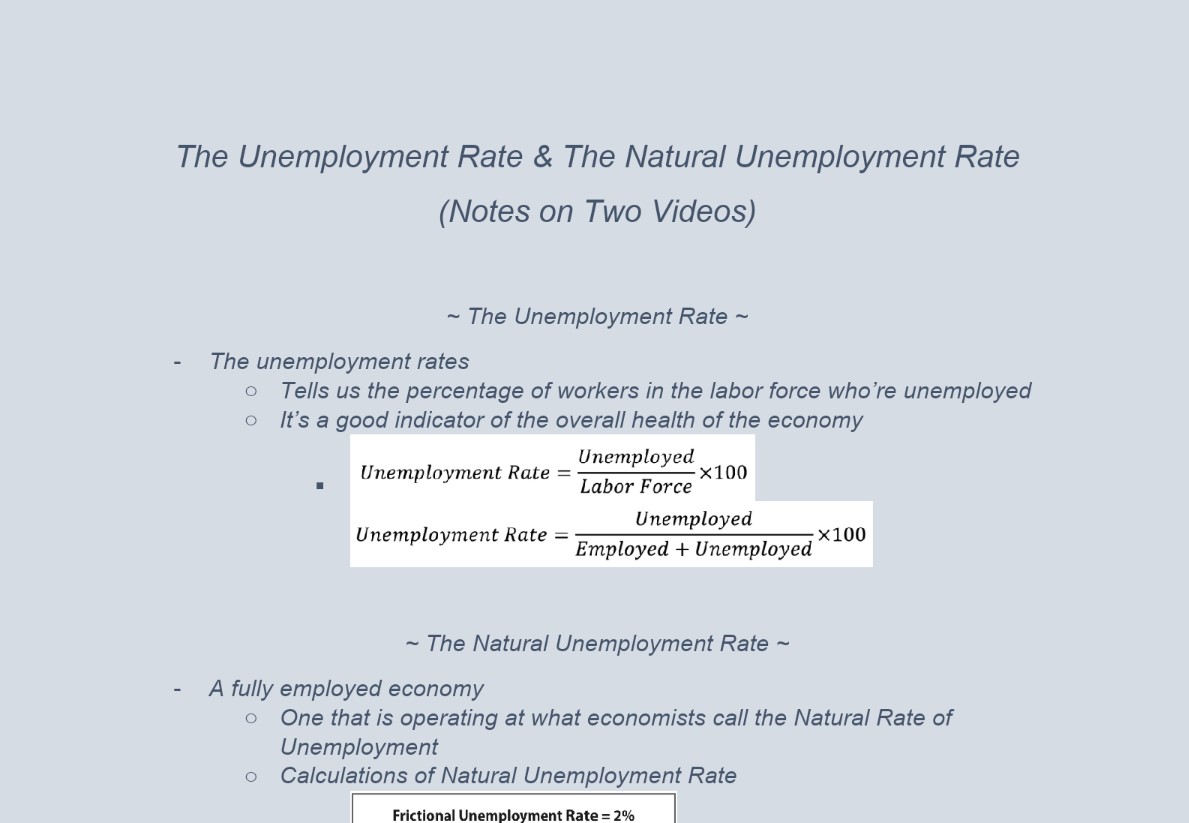 The Unemployment Rate & The Natural Unemployment Rate
(Notes on Two Videos)
~ The Unemployment Rate ~
- The unemployment rates
○ Tells us the percentage of workers in the labor force who’re unemployed
○ It’s a good indicator of the overall health of the economy
▪ Unemployment Rate = Unemployed / Labor Force ×100
Unemployment Rate = Unemployed / Employed + Unemployed ×100
~ The Natural Unemployment Rate ~
- A fully employed economy
○ One that is operating at what economists call the Natural Rate of
Unemployment
○ Calculations of Natural Unemployment Rate
Frictional Unemployment Rate = 2%